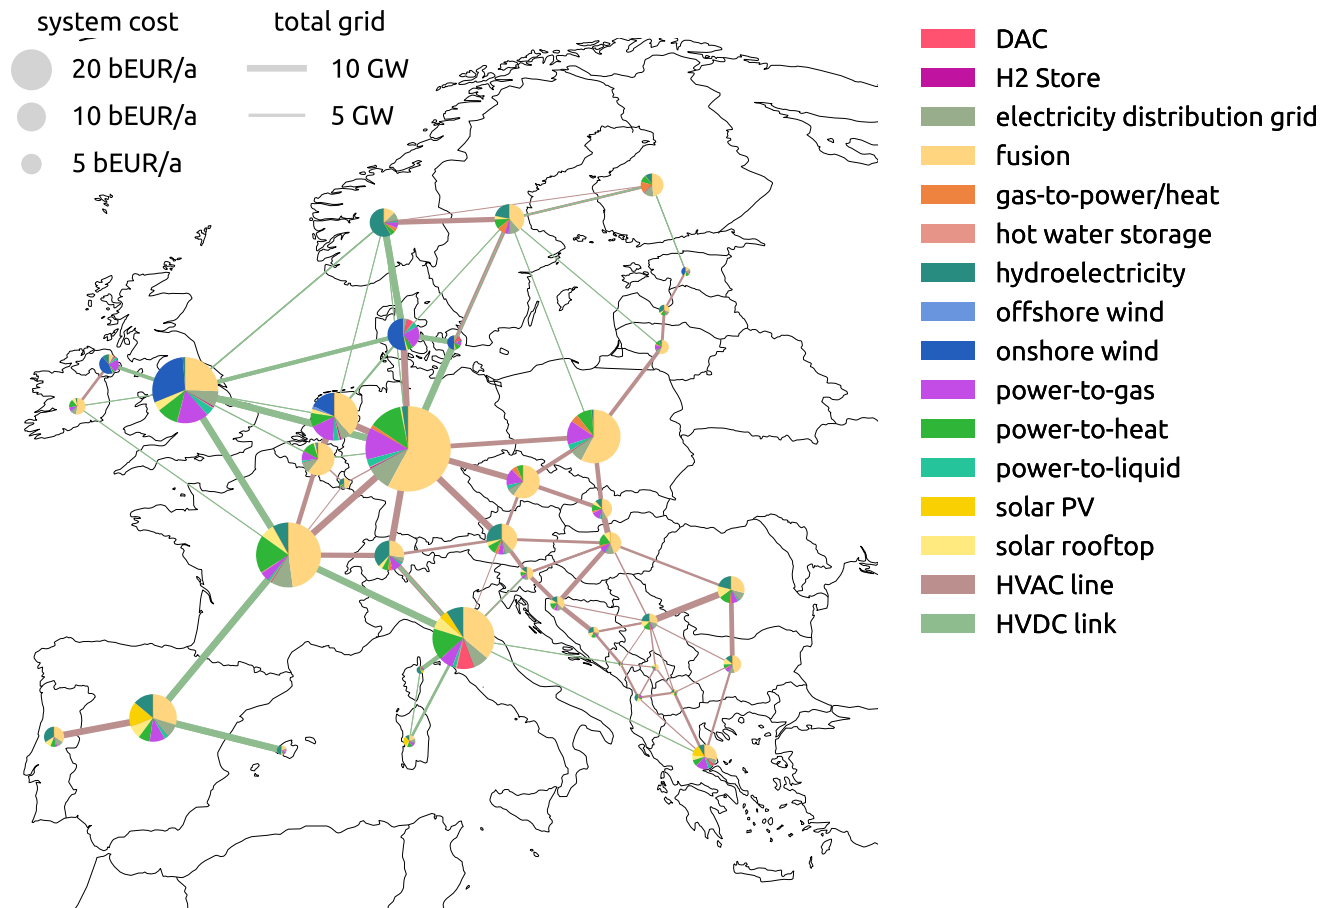 system cost
total grid
20 bEUR/a
10 GW
10 bEUR/a
5 GW
5 bEUR/a
DAC
H2 Store
electricity distribution grid
fusion
gas-to-power/heat
hot water storage
hydroelectricity
offshore wind
onshore wind
power-to-gas
power-to-heat
power-to-liquid
solar PV
solar rooftop
HVAC line
HVDC link